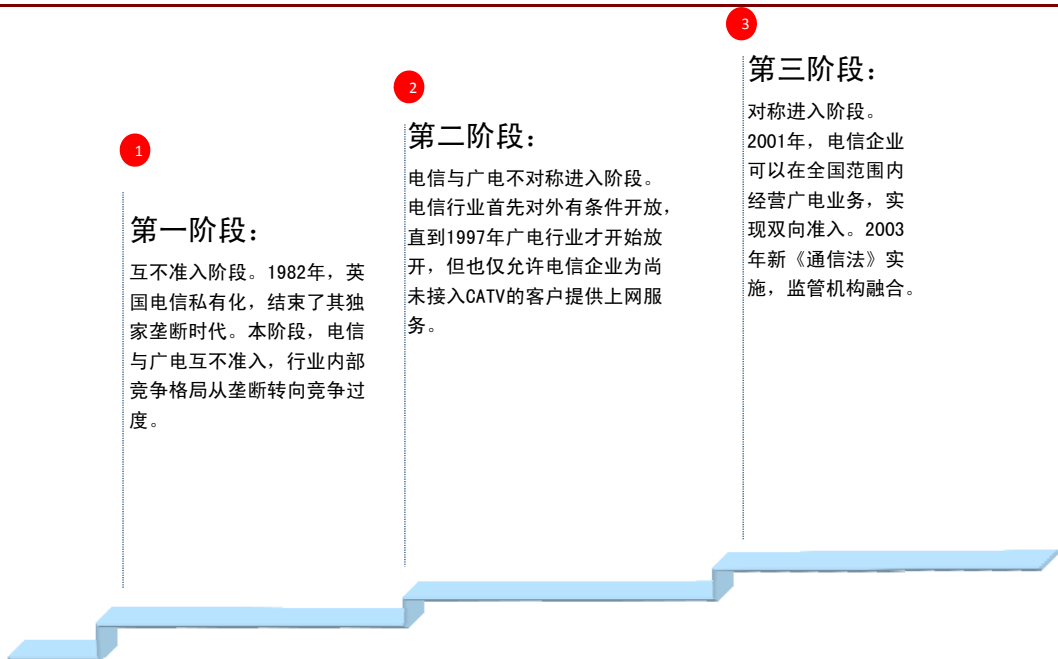 1
第一阶段：
互不准入阶段。1982年，英
国电信私有化，结束了其独
家垄断时代。本阶段，电信
与广电互不准入，行业内部
竞争格局从垄断转向竞争过
度。
2
第二阶段：
电信与广电不对称进入阶段。
电信行业首先对外有条件开放，
直到1997年广电行业才开始放
开，但也仅允许电信企业为尚
未接入CATV的客户提供上网服
务。
3
第三阶段：
对称进入阶段。
2001年，电信企业
可以在全国范围内
经营广电业务，实
现双向准入。2003
年新《通信法》实
施，监管机构融合。